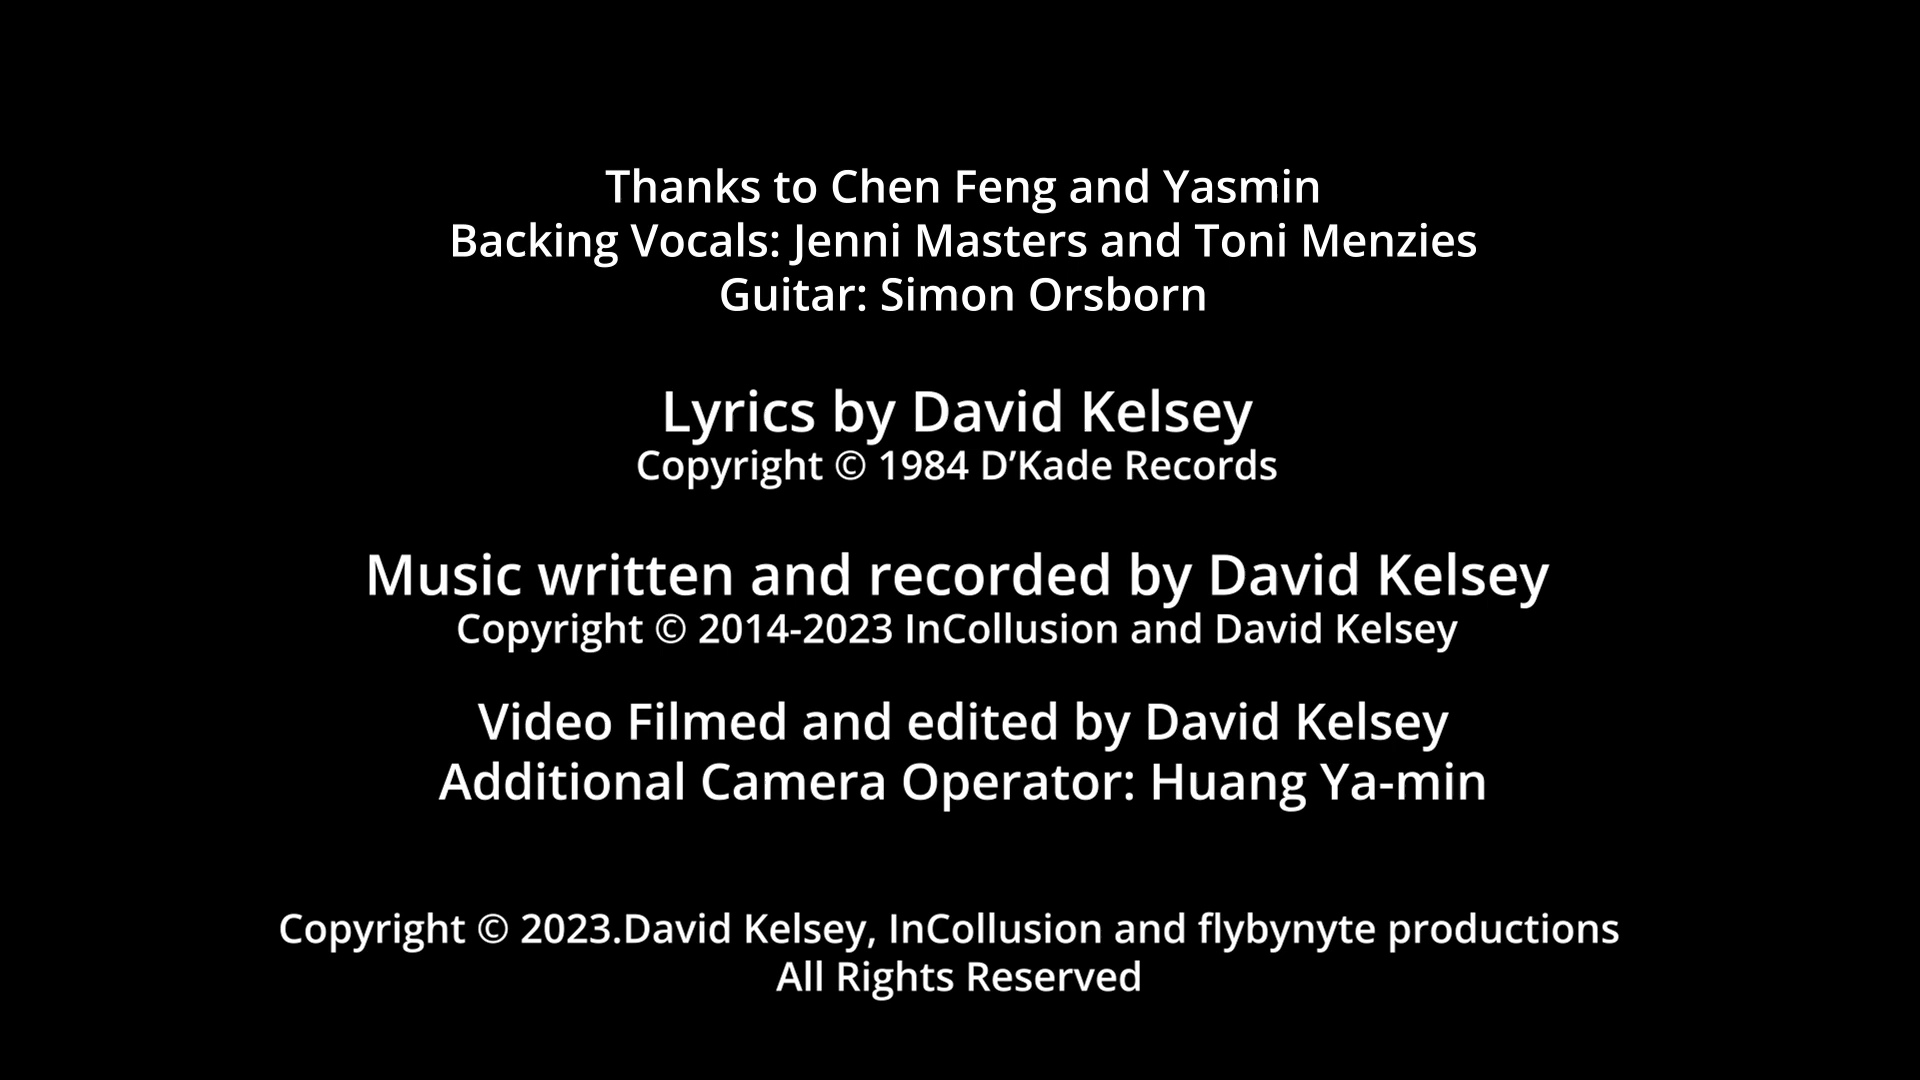 Thanks to Chen Feng and Yasmin
Backing Vocals: Jenni Masters and Toni Menzies
Guitar: Simon Orsborn
Lyrics by David Kelsey
Copyright © 1984 D’Kade Records
Music written and recorded by David Kelsey
Copyright © 2014-2023 InCollusion and David Kelsey
Video Filmed and edited by David Kelsey
Additional Camera Operator: Huang Ya-min
Copyright © 2023.David Kelsey, InCollusion and flybynyte productions
All Rights Reserved